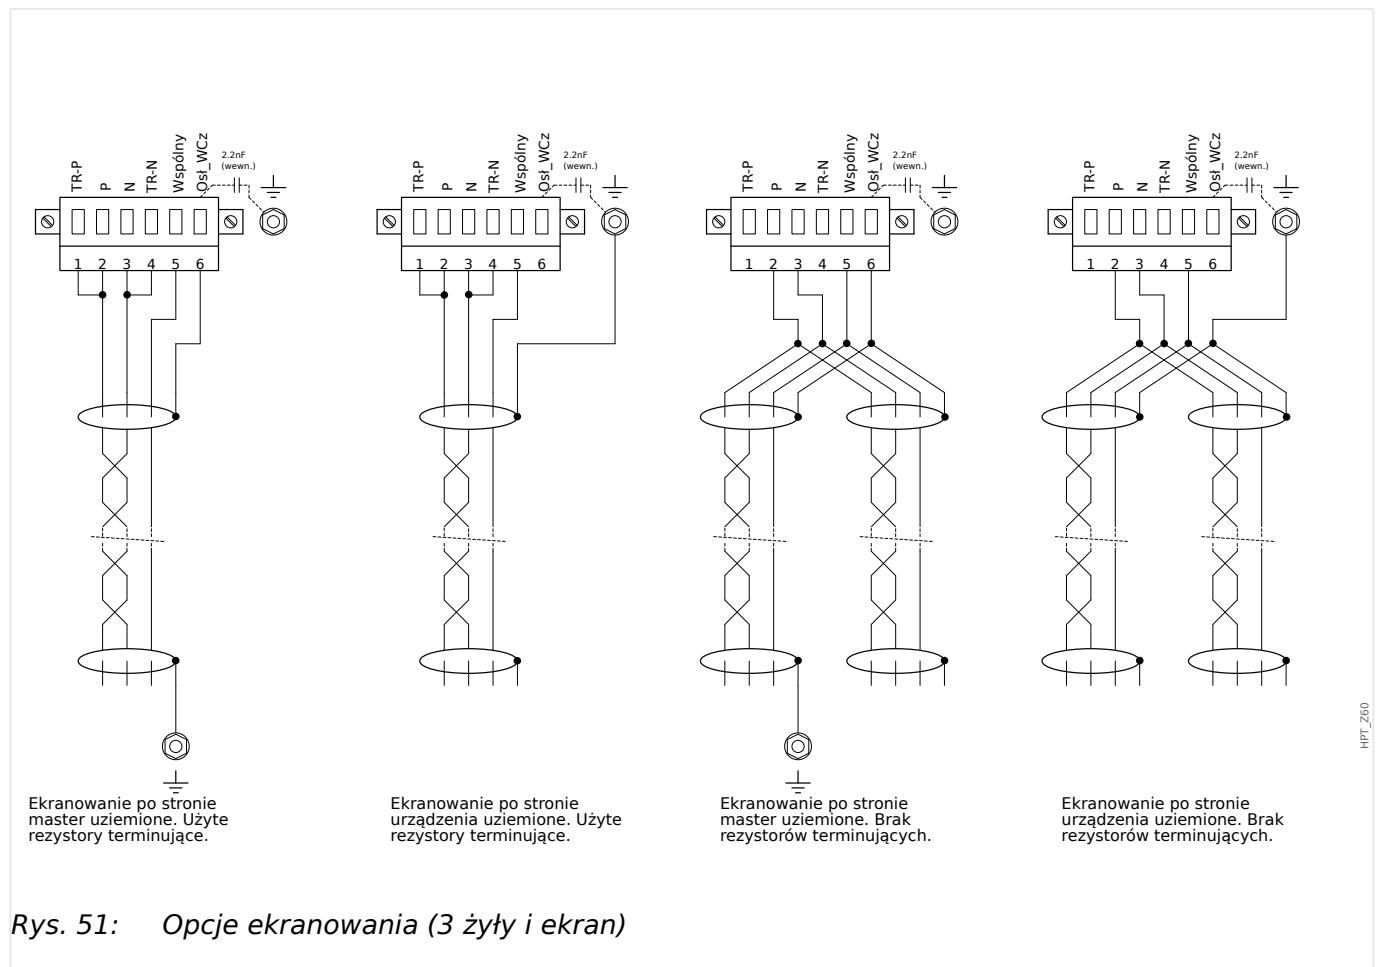 TR-P P N TR-N Wspólny Osł_WCz 2.2nF
(wewn.)
1 2 3 4 5 6
TR-P P N TR-N Wspólny Osł_WCz 2.2nF
(wewn.)
1 2 3 4 5 6
TR-P P N TR-N Wspólny Osł_WCz 2.2nF
(wewn.)
1 2 3 4 5 6
TR-P P N TR-N Wspólny Osł_WCz 2.2nF
(wewn.)
1 2 3 4 5 6
HPT_Z60
Ekranowanie po stronie
master uziemione. Użyte
rezystory terminujące.
Ekranowanie po stronie
urządzenia uziemione. Użyte
rezystory terminujące.
Ekranowanie po stronie
master uziemione. Brak
rezystorów terminujących.
Ekranowanie po stronie
urządzenia uziemione. Brak
rezystorów terminujących.
Rys. 51: Opcje ekranowania (3 żyły i ekran)